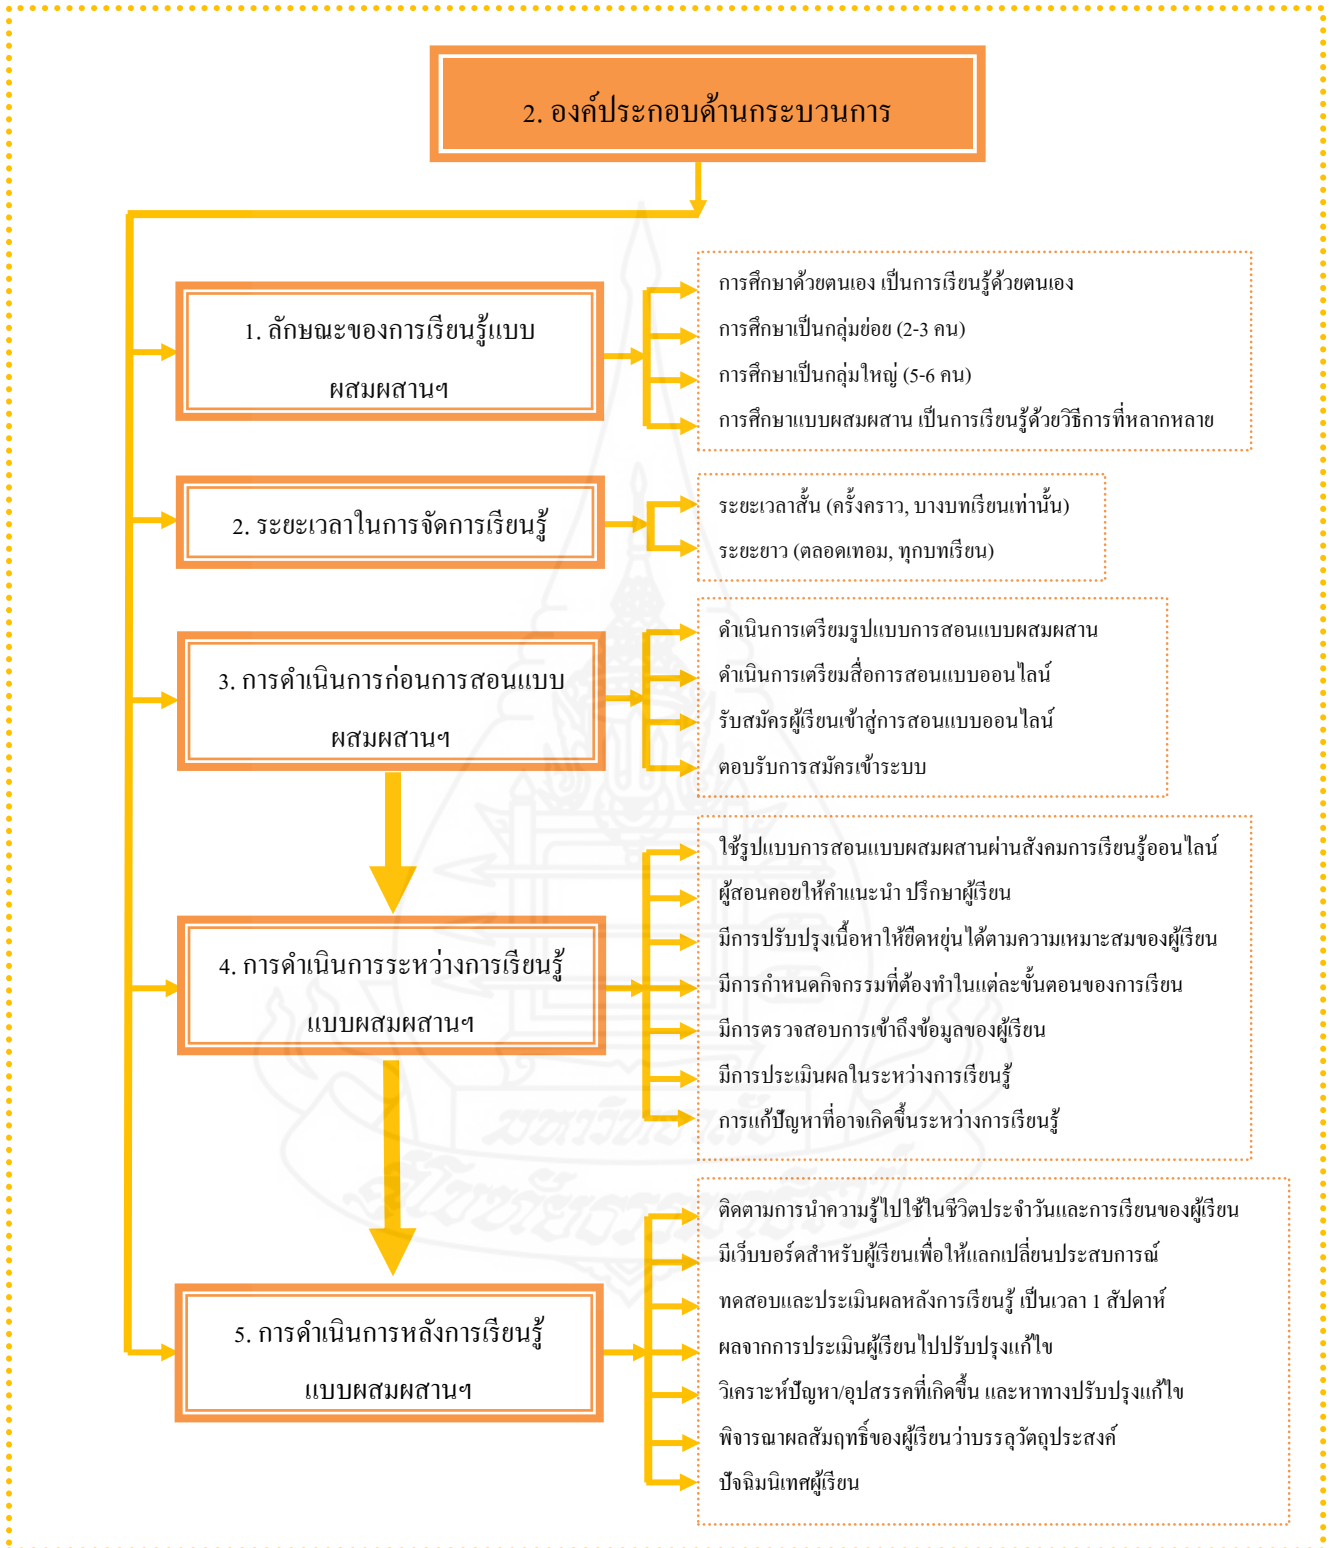 2. องค์ประกอบด้านกระบวนการ
1. ลักษณะของการเรียนรู้แบบ
ผสมผสานฯ
การศึกษาด้วยตนเอง เป็นการเรียนรู้ด้วยตนเอง
การศึกษาเป็นกลุ่มย่อย (2-3 คน)
การศึกษาเป็นกลุ่มใหญ่ (5-6 คน)
การศึกษาแบบผสมผสาน เป็นการเรียนรู้ด้วยวิธีการที่หลากหลาย
2. ระยะเวลาในการจัดการเรียนรู้
ระยะเวลาสั้น (ครั้งคราว, บางบทเรียนเท่านั้น)
ระยะยาว (ตลอดเทอม, ทุกบทเรียน)
3. การดำเนินการก่อนการสอนแบบ
ผสมผสานฯ
ดำเนินการเตรียมรูปแบบการสอนแบบผสมผสาน
ดำเนินการเตรียมสื่อการสอนแบบออนไลน์
รับสมัครผู้เรียนเข้าสู่การสอนแบบออนไลน์
ตอบรับการสมัครเข้าระบบ
4. การดำเนินการระหว่างการเรียนรู้
แบบผสมผสานฯ
ใช้รูปแบบการสอนแบบผสมผสานผ่านสังคมการเรียนรู้ออนไลน์
ผู้สอนคอยให้คำแนะนำ ปรึกษาผู้เรียน
มีการปรับปรุงเนื้อหาให้ยืดหยุ่นได้ตามความเหมาะสมของผู้เรียน
มีการกำหนดกิจกรรมที่ต้องทำในแต่ละขั้นตอนของการเรียน
มีการตรวจสอบการเข้าถึงข้อมูลของผู้เรียน
มีการประเมินผลในระหว่างการเรียนรู้
การแก้ปัญหาที่อาจเกิดขึ้นระหว่างการเรียนรู้
มหาวิทยาลัย
สุโขทัยธรรมาธิราช
5. การดำเนินการหลังการเรียนรู้
แบบผสมผสานฯ
ติดตามการนำความรู้ไปใช้ในชีวิตประจำวันและการเรียนของผู้เรียน
มีเว็บบอร์ดสำหรับผู้เรียนเพื่อให้แลกเปลี่ยนประสบการณ์
ทดสอบและประเมินผลหลังการเรียนรู้ เป็นเวลา 1 สัปดาห์
ผลจากการประเมินผู้เรียนไปปรับปรุงแก้ไข
วิเคราะห์ปัญหา/อุปสรรคที่เกิดขึ้น และหาทางปรับปรุงแก้ไข
พิจารณาผลสัมฤทธิ์ของผู้เรียนว่าบรรลุวัตถุประสงค์
ปัจฉิมนิเทศผู้เรียน